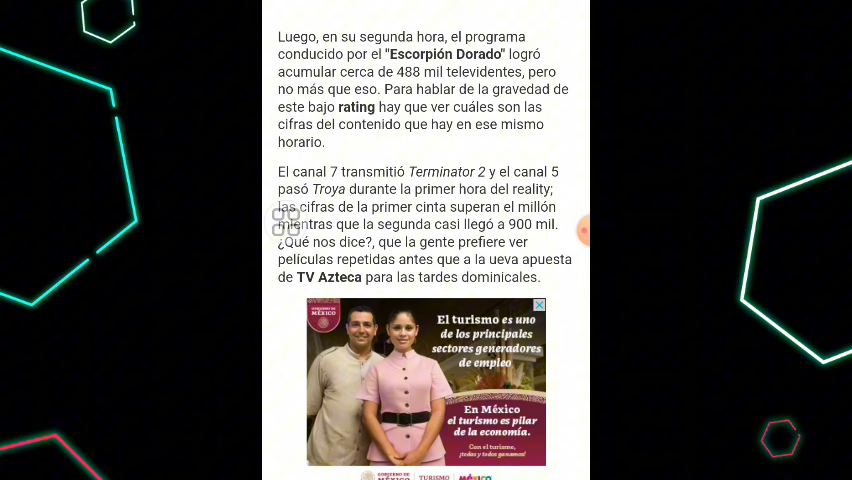 Luego, en su segunda hora, el programa
conducido por el "Escorpión Dorado" logró
acumular cerca de 488 mil televidentes, pero
no más que eso. Para hablar de la gravedad de
este bajo rating hay que ver cuáles son las
cifras del contenido que hay en ese mismo
horario.
El canal 7 transmitió Terminator 2 y el canal 5
pasó Troya durante la primer hora del reality;
las cifras de la primer cinta superan el millón
mientras que la segunda casi llegó a 900 mil.
¿Qué nos dice?, que la gente prefiere ver
películas repetidas antes que a la ueva apuesta
de TV Azteca para las tardes dominicales.
GOBIERNO DE
MÉXICO
El turismo es uno
de los principales
sectores generadores
de empleo
En México
el turismo es pilar
de la economía.
Con el turismo,
¡todas y todos ganamos!
GOBIERNO DE
MÉXICO
TURISMO
MÉXICO